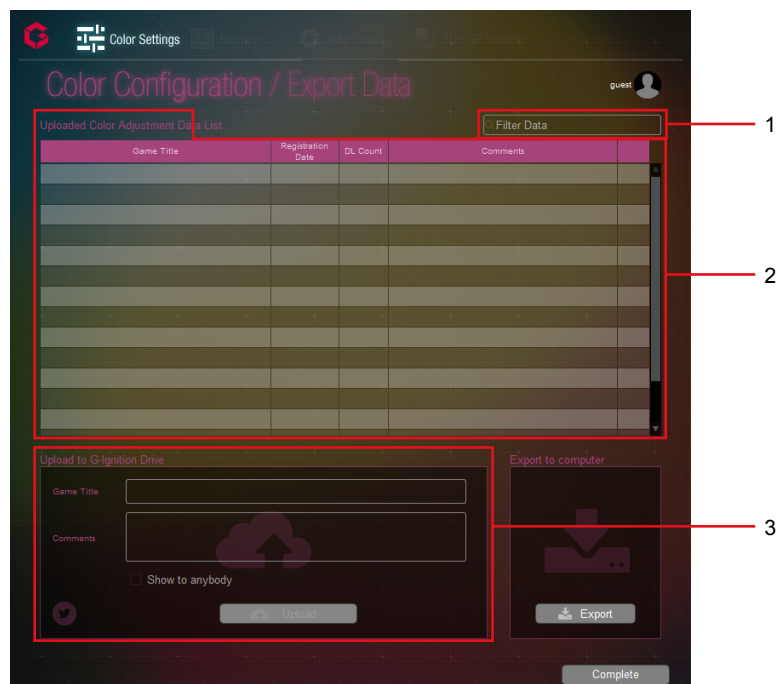 Color Settings
Color Configuration / Export Data
guest
Uploaded Color Adjustment Data List
Filter Data
1
Game Title
Registration
Date
DL Count
Comments
2
Upload to G-Ignition Drive
Export to computer
Game Title
Comments
3
Show to anybody
Upload
Export
Complete